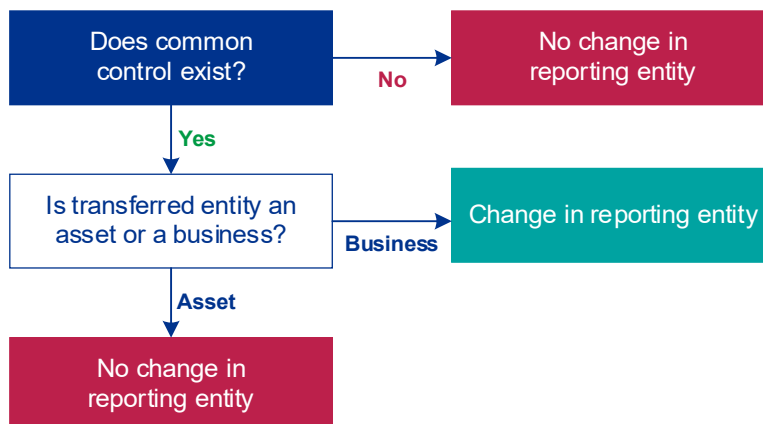 Does common
control exist?
No
No change in
reporting entity
Yes
Is transferred entity an
asset or a business?
Business
Change in reporting entity
Asset
No change in
reporting entity